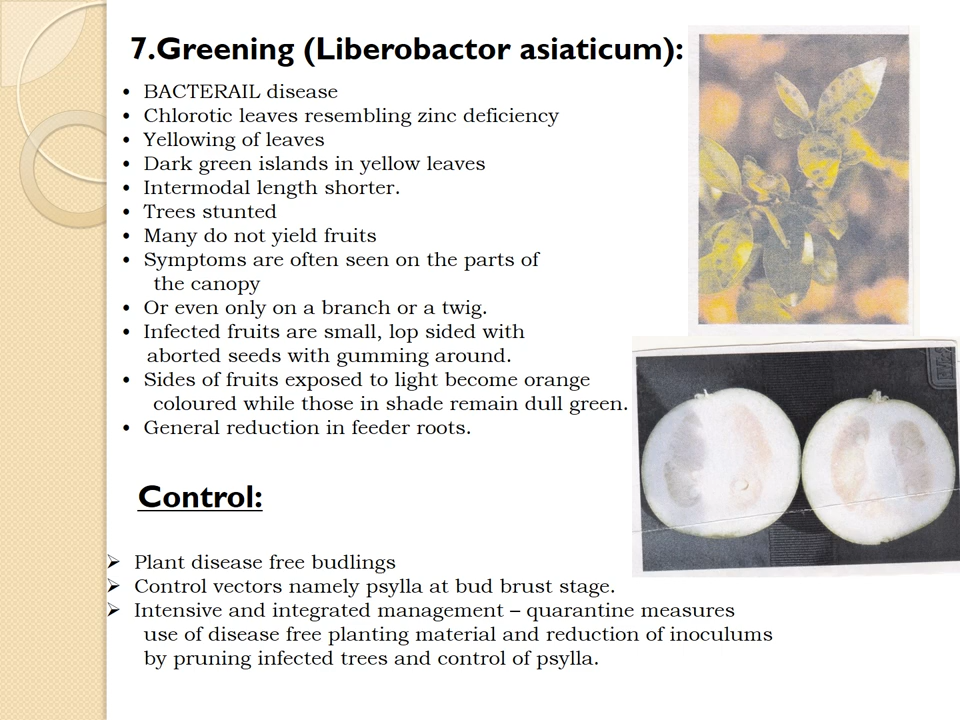 7.Greening (Liberobactor asiaticum):
• BACTERAIL disease
• Chlorotic leaves resembling zinc deficiency
• Yellowing of leaves
• Dark green islands in yellow leaves
• Intermodal length shorter.
• Trees stunted
• Many do not yield fruits
• Symptoms are often seen on the parts of
the canopy
• Or even only on a branch or a twig.
• Infected fruits are small, lop sided with
aborted seeds with gumming around.
• Sides of fruits exposed to light become orange
coloured while those in shade remain dull green.
• General reduction in feeder roots.
Control:
➢ Plant disease free budlings
➢ Control vectors namely psylla at bud brust stage.
➢ Intensive and integrated management – quarantine measures
use of disease free planting material and reduction of inoculums
by pruning infected trees and control of psylla.